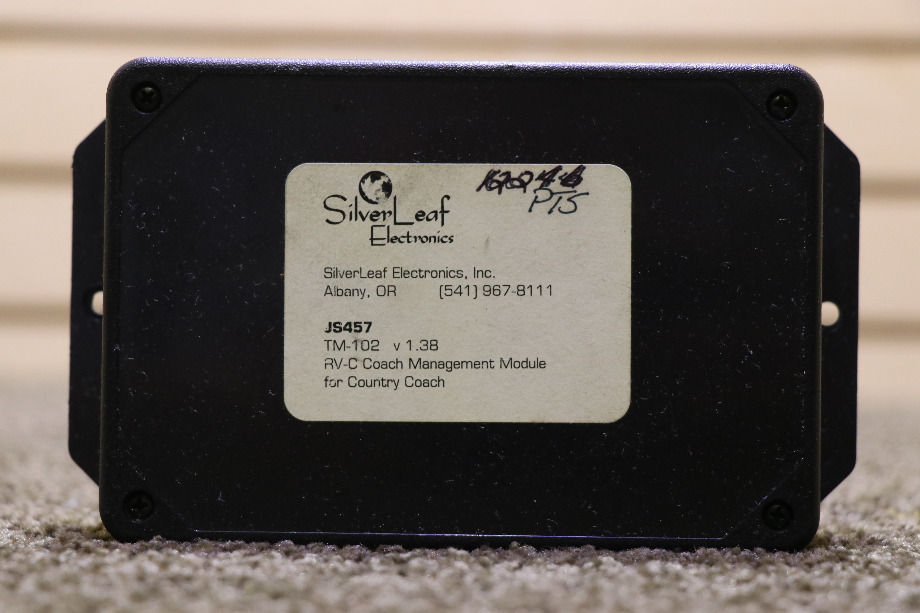 SilverLeaf
Electronics
PTS
SilverLeaf Electronics, Inc.
Albany, OR (541) 967-8111
JS457
TM-102 v 1.38
RV-C Coach Management Module
for Country Coach